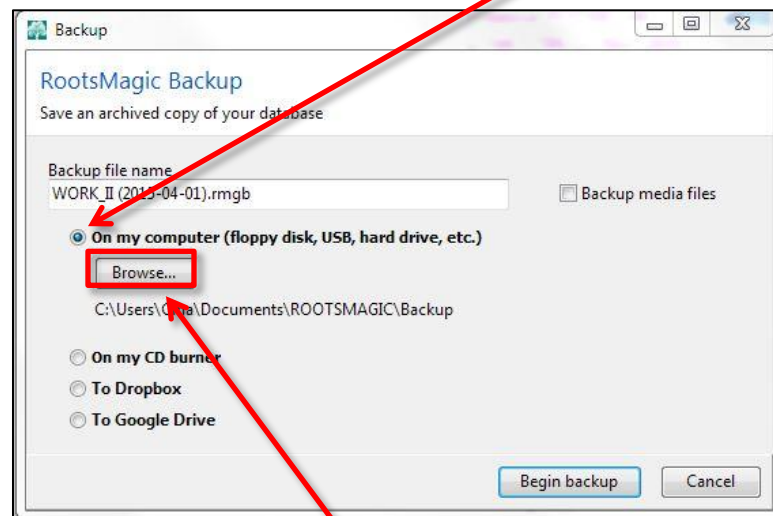 Backup
RootsMagic Backup
Save an archived copy of your database
Backup file name
WORK_II (2015-04-01).rmgb
Backup media files
On my computer (floppy disk, USB, hard drive, etc.)
Browse...
C:\Users\Gina\Documents\ROOTSMAGIC\Backup
On my CD burner
To Dropbox
To Google Drive
Begin backup
Cancel